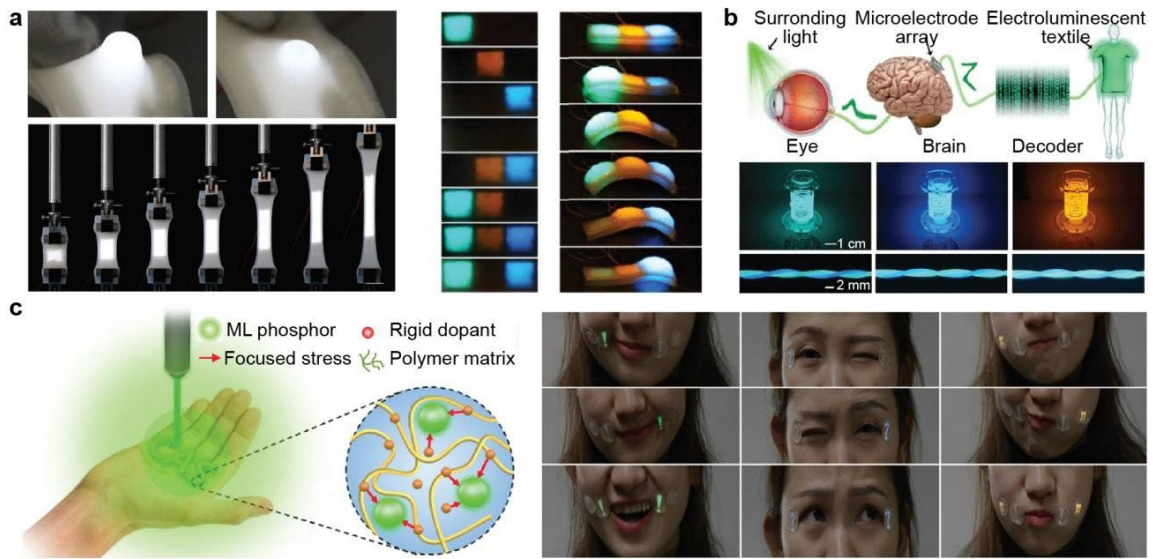 a
b
Surronding
light
Microelectrode
array
Electroluminescent
textile
Eye
Brain
Decoder
1 cm
2 mm
c
ML phosphor
Rigid dopant
Focused stress
Polymer matrix